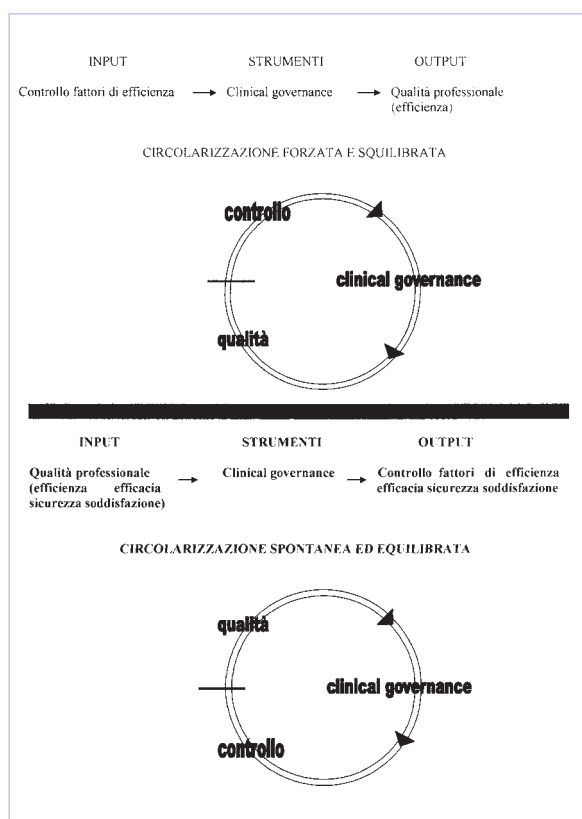 INPUT STRUMENTI OUTPUT
Controllo fattori di efficienza Clinical governance Qualità professionale
(efficienza)
CIRCOLARIZZAZIONE FORZATA E SQUILIBRATA
controllo
clinical governance
qualità
INPUT STRUMENTI OUTPUT
Qualità professionale Clinical governance Controllo fattori di efficienza
(efficienza efficacia efficacia sicurezza soddisfazione
sicurezza soddisfazione)
CIRCOLARIZZAZIONE SPONTANEA ED EQUILIBRATA
qualità
clinical governance
controllo